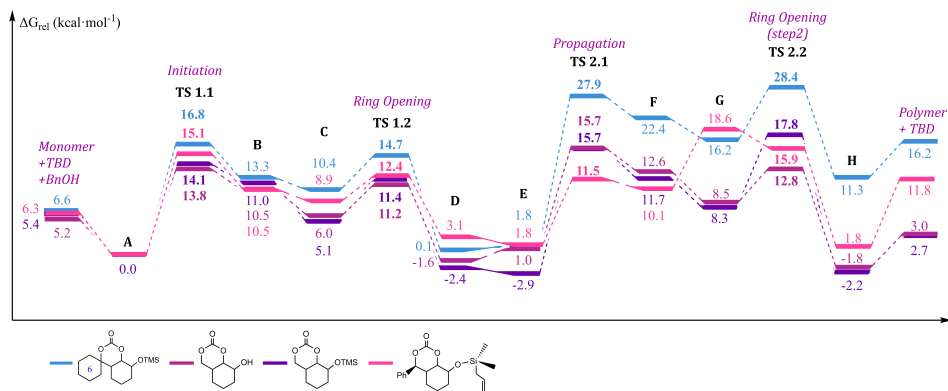 ΔG_rel (kcal·mol⁻¹)
Monomer
+TBD
+BnOH
6.6
6.3
5.4
5.2
A
0.0
Initiation
TS 1.1
16.8
15.1
14.1
13.8
B
13.3
11.0
10.5
10.5
C
10.4
8.9
6.0
5.1
Ring Opening
TS 1.2
14.7
12.4
11.4
11.2
D
3.1
0.1
-1.6
-2.4
E
1.8
1.8
1.0
-2.9
Propagation
TS 2.1
27.9
15.7
15.7
11.5
F
22.4
12.6
11.7
10.1
G
18.6
16.2
8.5
8.3
Ring Opening
(step2)
TS 2.2
28.4
17.8
15.9
12.8
H
11.3
1.8
-1.8
-2.2
Polymer
+ TBD
16.2
11.8
3.0
2.7
O
O O
OTMS
6
O
O O
OH
O
O O
OTMS
O
O O
O
Si
Ph